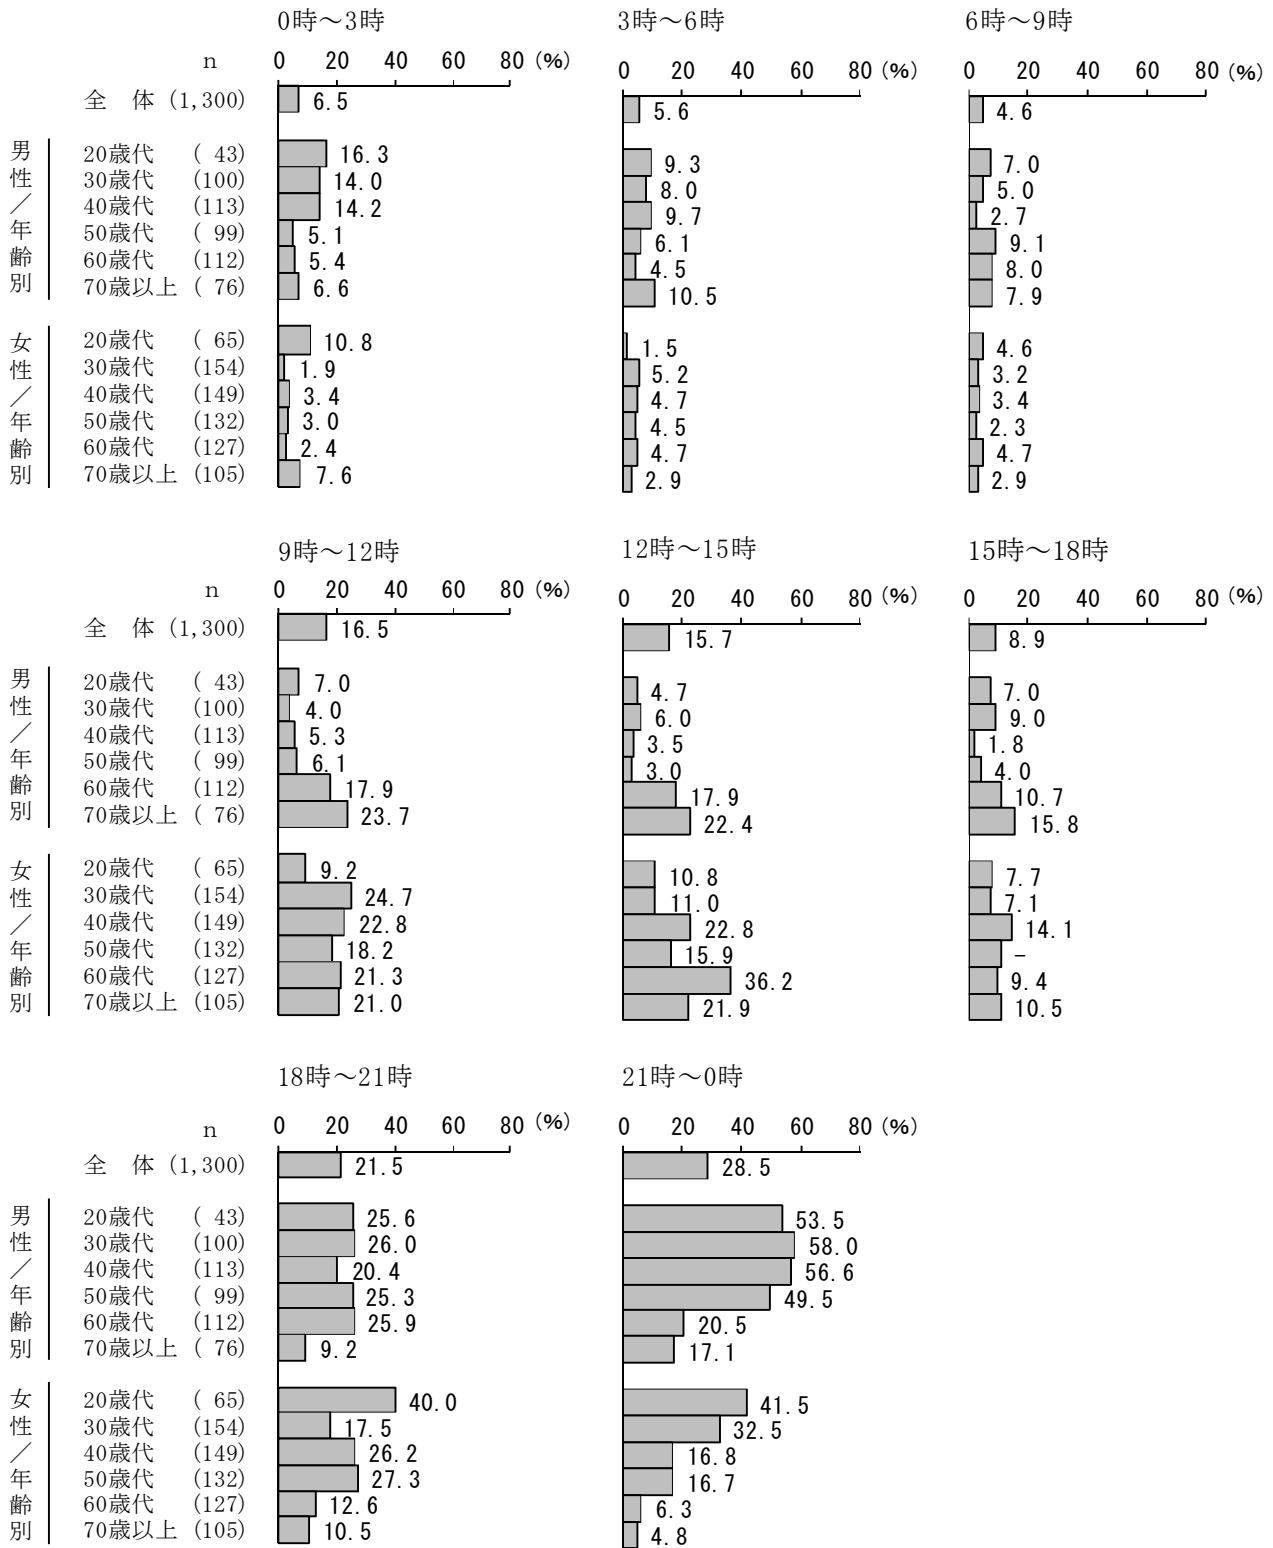 0時～3時 3時～6時 6時～9時
n 0 20 40 60 80 (%) 0 20 40 60 80 (%) 0 20 40 60 80 (%)
全 体 (1,300) 6.5 5.6 4.6
男性／年齢別
20歳代 ( 43) 16.3 9.3 7.0
30歳代 (100) 14.0 8.0 5.0
40歳代 (113) 14.2 9.7 2.7
50歳代 ( 99) 5.1 6.1 9.1
60歳代 (112) 5.4 4.5 8.0
70歳以上 ( 76) 6.6 10.5 7.9
女性／年齢別
20歳代 ( 65) 10.8 1.5 4.6
30歳代 (154) 1.9 5.2 3.2
40歳代 (149) 3.4 4.7 3.4
50歳代 (132) 3.0 4.5 2.3
60歳代 (127) 2.4 4.7 4.7
70歳以上 (105) 7.6 2.9 2.9
9時～12時 12時～15時 15時～18時
n 0 20 40 60 80 (%) 0 20 40 60 80 (%) 0 20 40 60 80 (%)
全 体 (1,300) 16.5 15.7 8.9
男性／年齢別
20歳代 ( 43) 7.0 4.7 7.0
30歳代 (100) 4.0 6.0 9.0
40歳代 (113) 5.3 3.5 1.8
50歳代 ( 99) 6.1 3.0 4.0
60歳代 (112) 17.9 17.9 10.7
70歳以上 ( 76) 23.7 22.4 15.8
女性／年齢別
20歳代 ( 65) 9.2 10.8 7.7
30歳代 (154) 24.7 11.0 7.1
40歳代 (149) 22.8 22.8 14.1
50歳代 (132) 18.2 15.9 -
60歳代 (127) 21.3 36.2 9.4
70歳以上 (105) 21.0 21.9 10.5
18時～21時 21時～0時
n 0 20 40 60 80 (%) 0 20 40 60 80 (%)
全 体 (1,300) 21.5 28.5
男性／年齢別
20歳代 ( 43) 25.6 53.5
30歳代 (100) 26.0 58.0
40歳代 (113) 20.4 56.6
50歳代 ( 99) 25.3 49.5
60歳代 (112) 25.9 20.5
70歳以上 ( 76) 9.2 17.1
女性／年齢別
20歳代 ( 65) 40.0 41.5
30歳代 (154) 17.5 32.5
40歳代 (149) 26.2 16.8
50歳代 (132) 27.3 16.7
60歳代 (127) 12.6 6.3
70歳以上 (105) 10.5 4.8